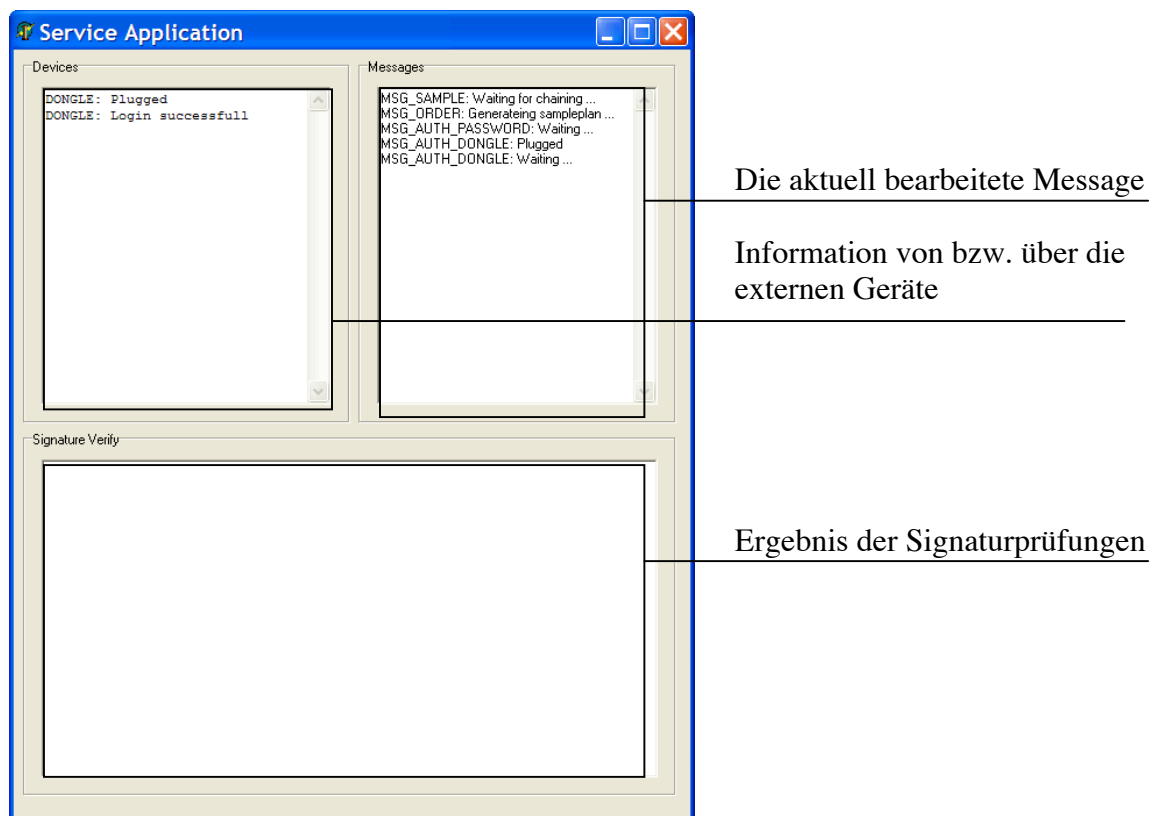 Service Application
Devices
DONGLE: Plugged
DONGLE: Login successfull
Messages
MSG_SAMPLE: Waiting for chaining ...
MSG_ORDER: Generateing sampleplan ...
MSG_AUTH_PASSWORD: Waiting ...
MSG_AUTH_DONGLE: Plugged
MSG_AUTH_DONGLE: Waiting ...
Signature Verify
Die aktuell bearbeitete Message
Information von bzw. über die
externen Geräte
Ergebnis der Signaturprüfungen